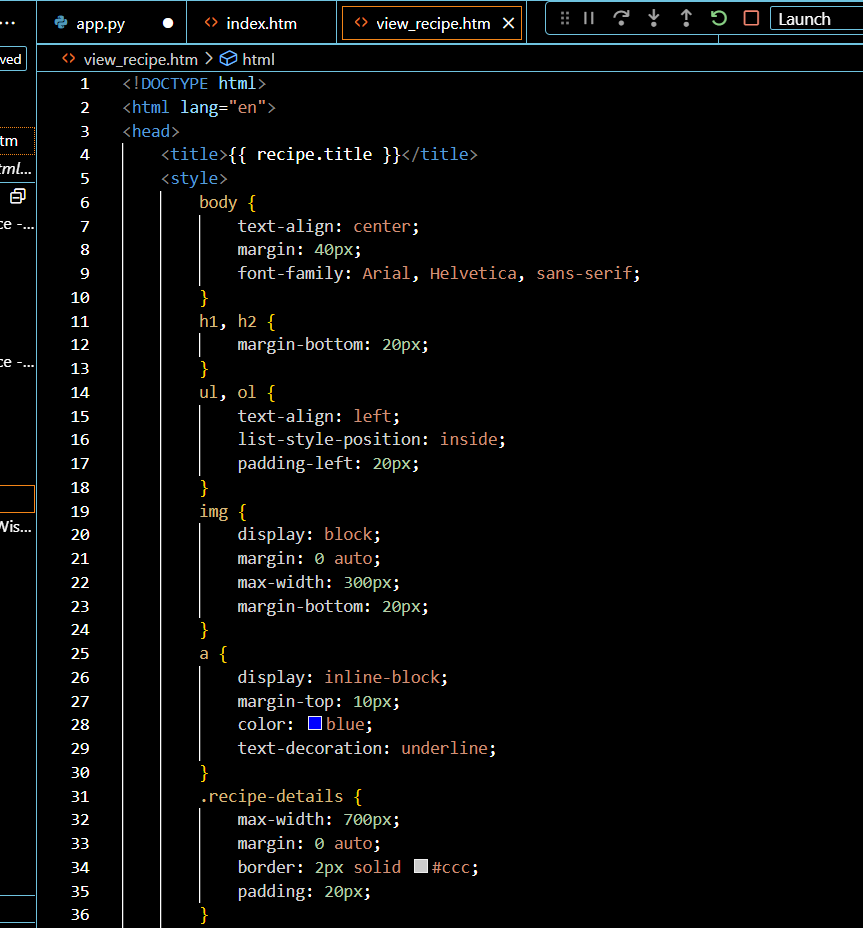 ... app.py index.htm view_recipe.htm Launch
ved view_recipe.htm > html
1 <!DOCTYPE html>
2 <html lang="en">
3 <head>
tm 4 <title>{{ recipe.title }}</title>
tml... 5 <style>
6 body {
ce -... 7 text-align: center;
8 margin: 40px;
9 font-family: Arial, Helvetica, sans-serif;
10 }
11 h1, h2 {
12 margin-bottom: 20px;
ce -... 13 }
14 ul, ol {
15 text-align: left;
16 list-style-position: inside;
17 padding-left: 20px;
18 }
19 img {
Wis... 20 display: block;
21 margin: 0 auto;
22 max-width: 300px;
23 margin-bottom: 20px;
24 }
25 a {
26 display: inline-block;
27 margin-top: 10px;
28 color: blue;
29 text-decoration: underline;
30 }
31 .recipe-details {
32 max-width: 700px;
33 margin: 0 auto;
34 border: 2px solid #ccc;
35 padding: 20px;
36 }